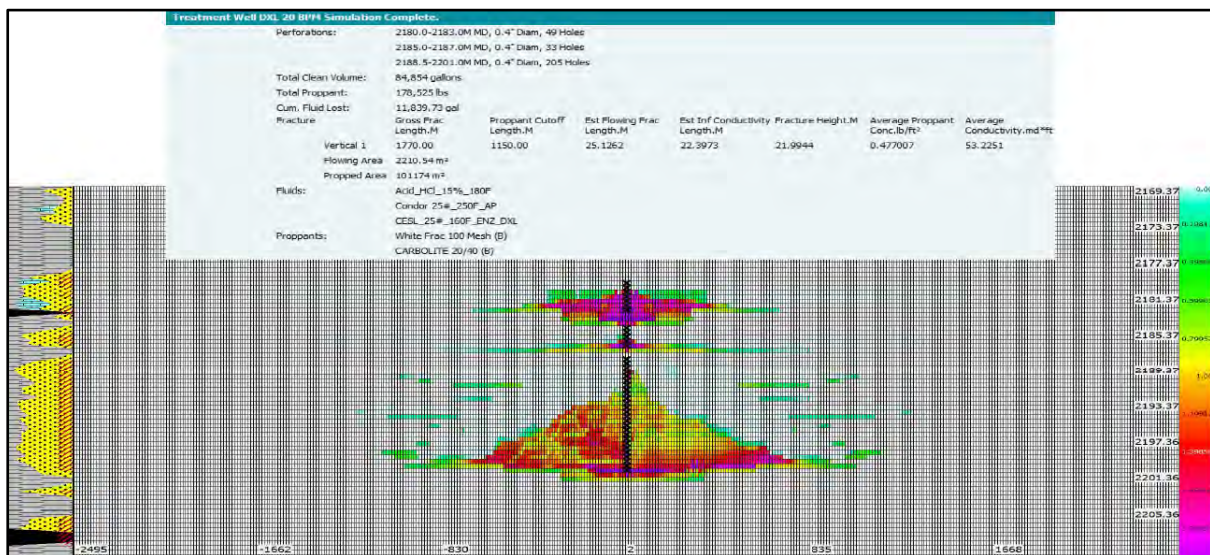 Treatment Well DXL 20 BPM Simulation Complete.
Perforations: 2180.0-2183.0M MD, 0.4" Diam, 49 Holes
2185.0-2187.0M MD, 0.4" Diam, 33 Holes
2188.5-2201.0M MD, 0.4" Diam, 205 Holes
Total Clean Volume: 84,854 gallons
Total Proppant: 178,525 lbs
Cum. Fluid Lost: 11,839.73 gal
Fracture Gross Frac Length.M Proppant Cutoff Length.M Est Flowing Frac Length.M Est Inf Conductivity Length.M Fracture Height.M Average Proppant Conc.lb/ft² Average Conductivity.md*ft
Vertical 1 1770.00 1150.00 25.1262 22.3973 21.9944 0.477007 53.2251
Flowing Area 2210.54 m²
Propped Area 101174 m²
Fluids: Acid_HCl_15%_180F
Condor 25#_250F_AP
CESL_25#_160F_ENZ_DXL
Proppants: White Frac 100 Mesh (B)
CARBOLITE 20/40 (B)
2169.37
2173.37
2177.37
2181.37
2185.37
2189.37
2193.37
2197.36
2201.36
2205.36
-2495 -1662 -830 2 835 1668